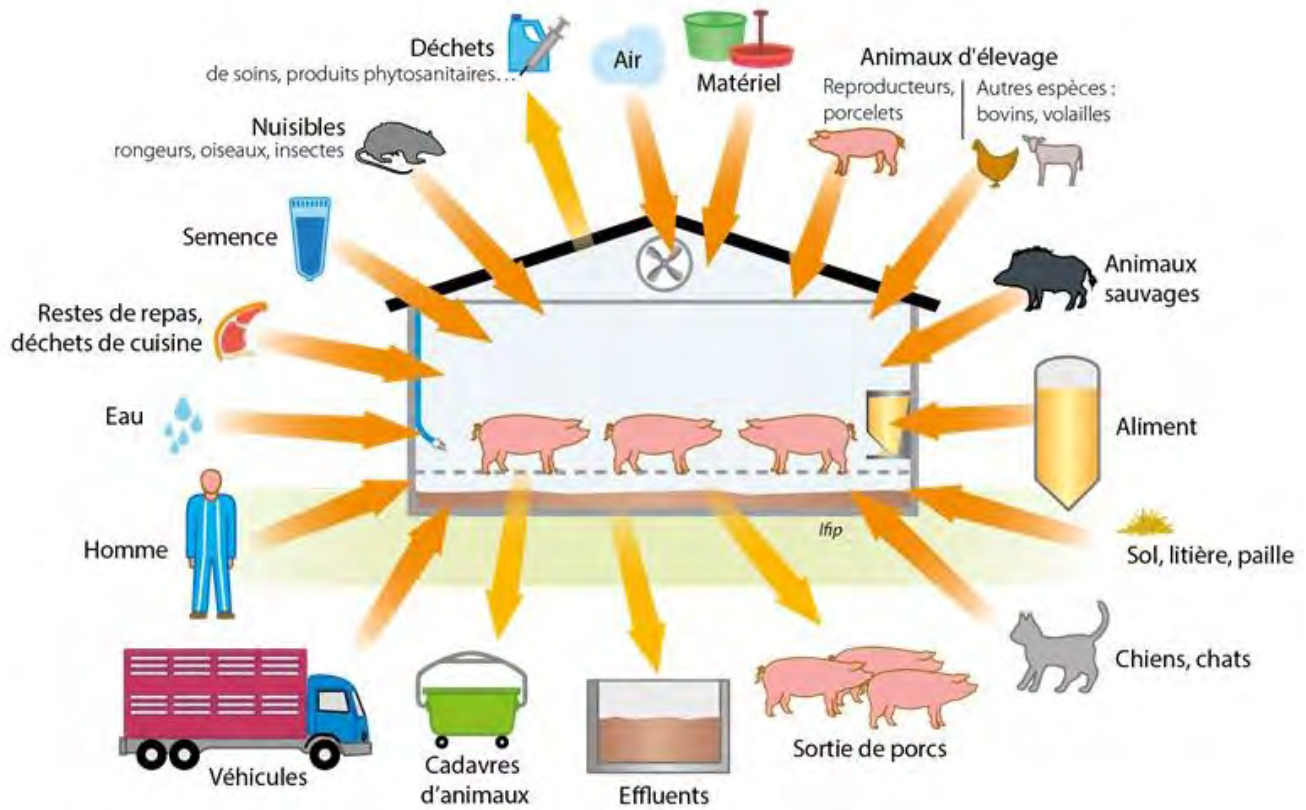 Déchets
de soins, produits phytosanitaires...
Air
Matériel
Animaux d'élevage
Reproducteurs,
porcelets
Autres espèces :
bovins, volailles
Nuisibles
rongeurs, oiseaux, insectes
Semence
Animaux
sauvages
Restes de repas,
déchets de cuisine
Eau
Aliment
Homme
Ifip
Sol, litière, paille
Chiens, chats
Véhicules
Cadavres
d'animaux
Effluents
Sortie de porcs